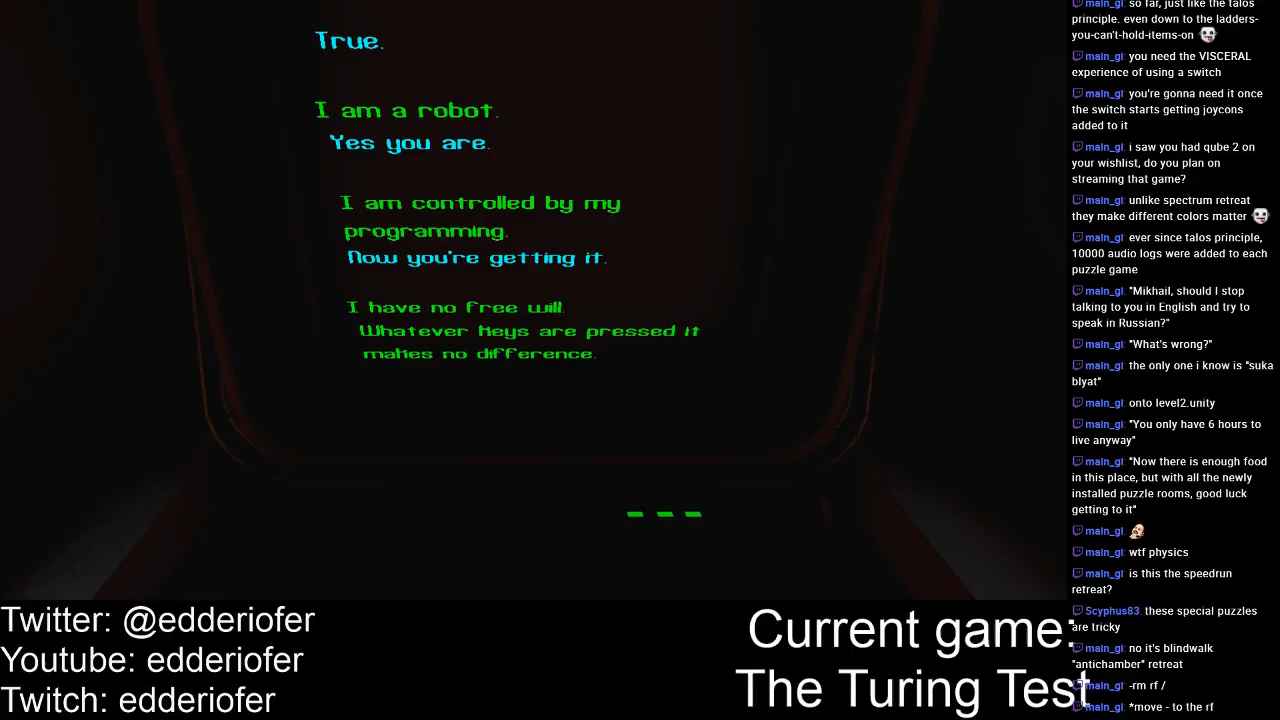 True.
I am a robot.
Yes you are.
I am controlled by my
programming.
Now you're getting it.
I have no free will.
Whatever keys are pressed it
makes no difference.
- - -
Twitter: @edderiofer
Youtube: edderiofer
Twitch: edderiofer
Current game:
The Turing Test
main_gl: so far, just like the talos
principle. even down to the ladders-
you-can't-hold-items-on
main_gl: you need the VISCERAL
experience of using a switch
main_gl: you're gonna need it once
the switch starts getting joycons
added to it
main_gl: i saw you had qube 2 on
your wishlist, do you plan on
streaming that game?
main_gl: unlike spectrum retreat
they make different colors matter
main_gl: ever since talos principle,
10000 audio logs were added to each
puzzle game
main_gl: "Mikhail, should I stop
talking to you in English and try to
speak in Russian?"
main_gl: "What's wrong?"
main_gl: the only one i know is "suka
blyat"
main_gl: onto level2.unity
main_gl: "You only have 6 hours to
live anyway"
main_gl: "Now there is enough food
in this place, but with all the newly
installed puzzle rooms, good luck
getting to it"
main_gl:
main_gl: wtf physics
main_gl: is this the speedrun
retreat?
Scyphus83: these special puzzles
are tricky
main_gl: no it's blindwalk
"antichamber" retreat
main_gl: -rm rf /
main_gl: *move - to the rf